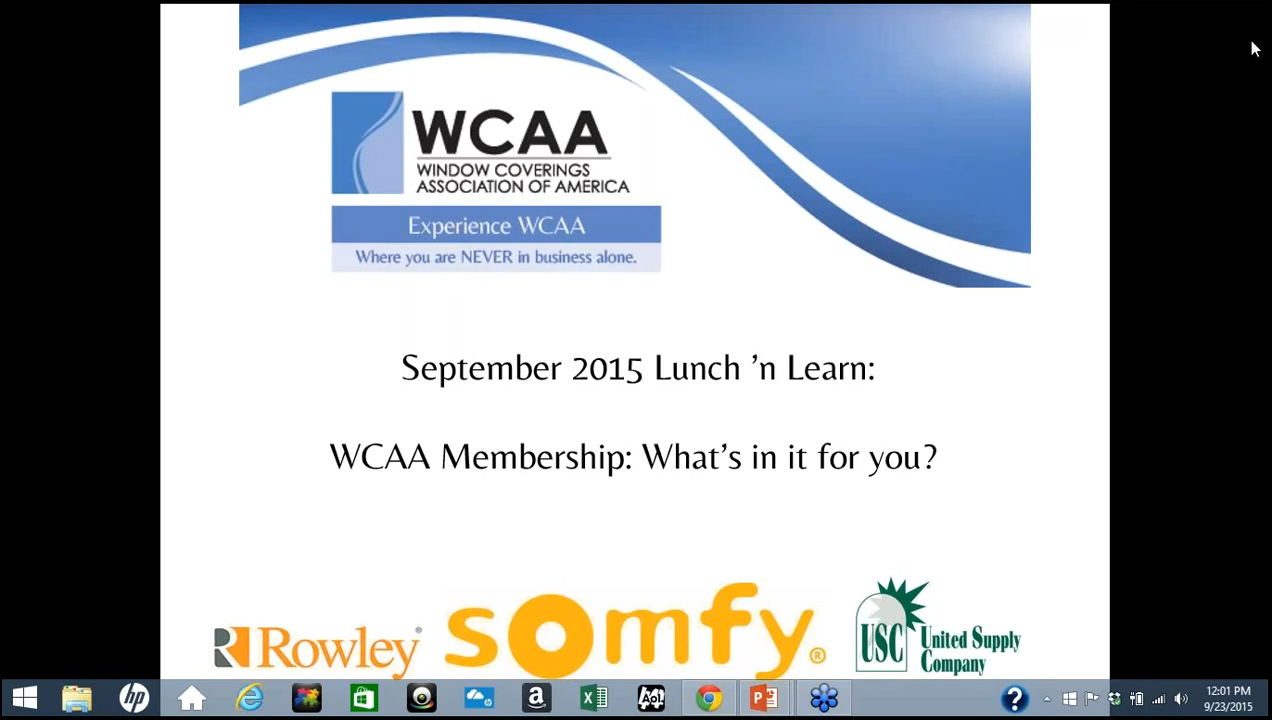 WCAA
WINDOW COVERINGS
ASSOCIATION OF AMERICA
Experience WCAA
Where you are NEVER in business alone.
September 2015 Lunch ’n Learn:
WCAA Membership: What’s in it for you?
R Rowley®
somfy®
USC United Supply
Company
hp
a
Aol
?
12:01 PM
9/23/2015